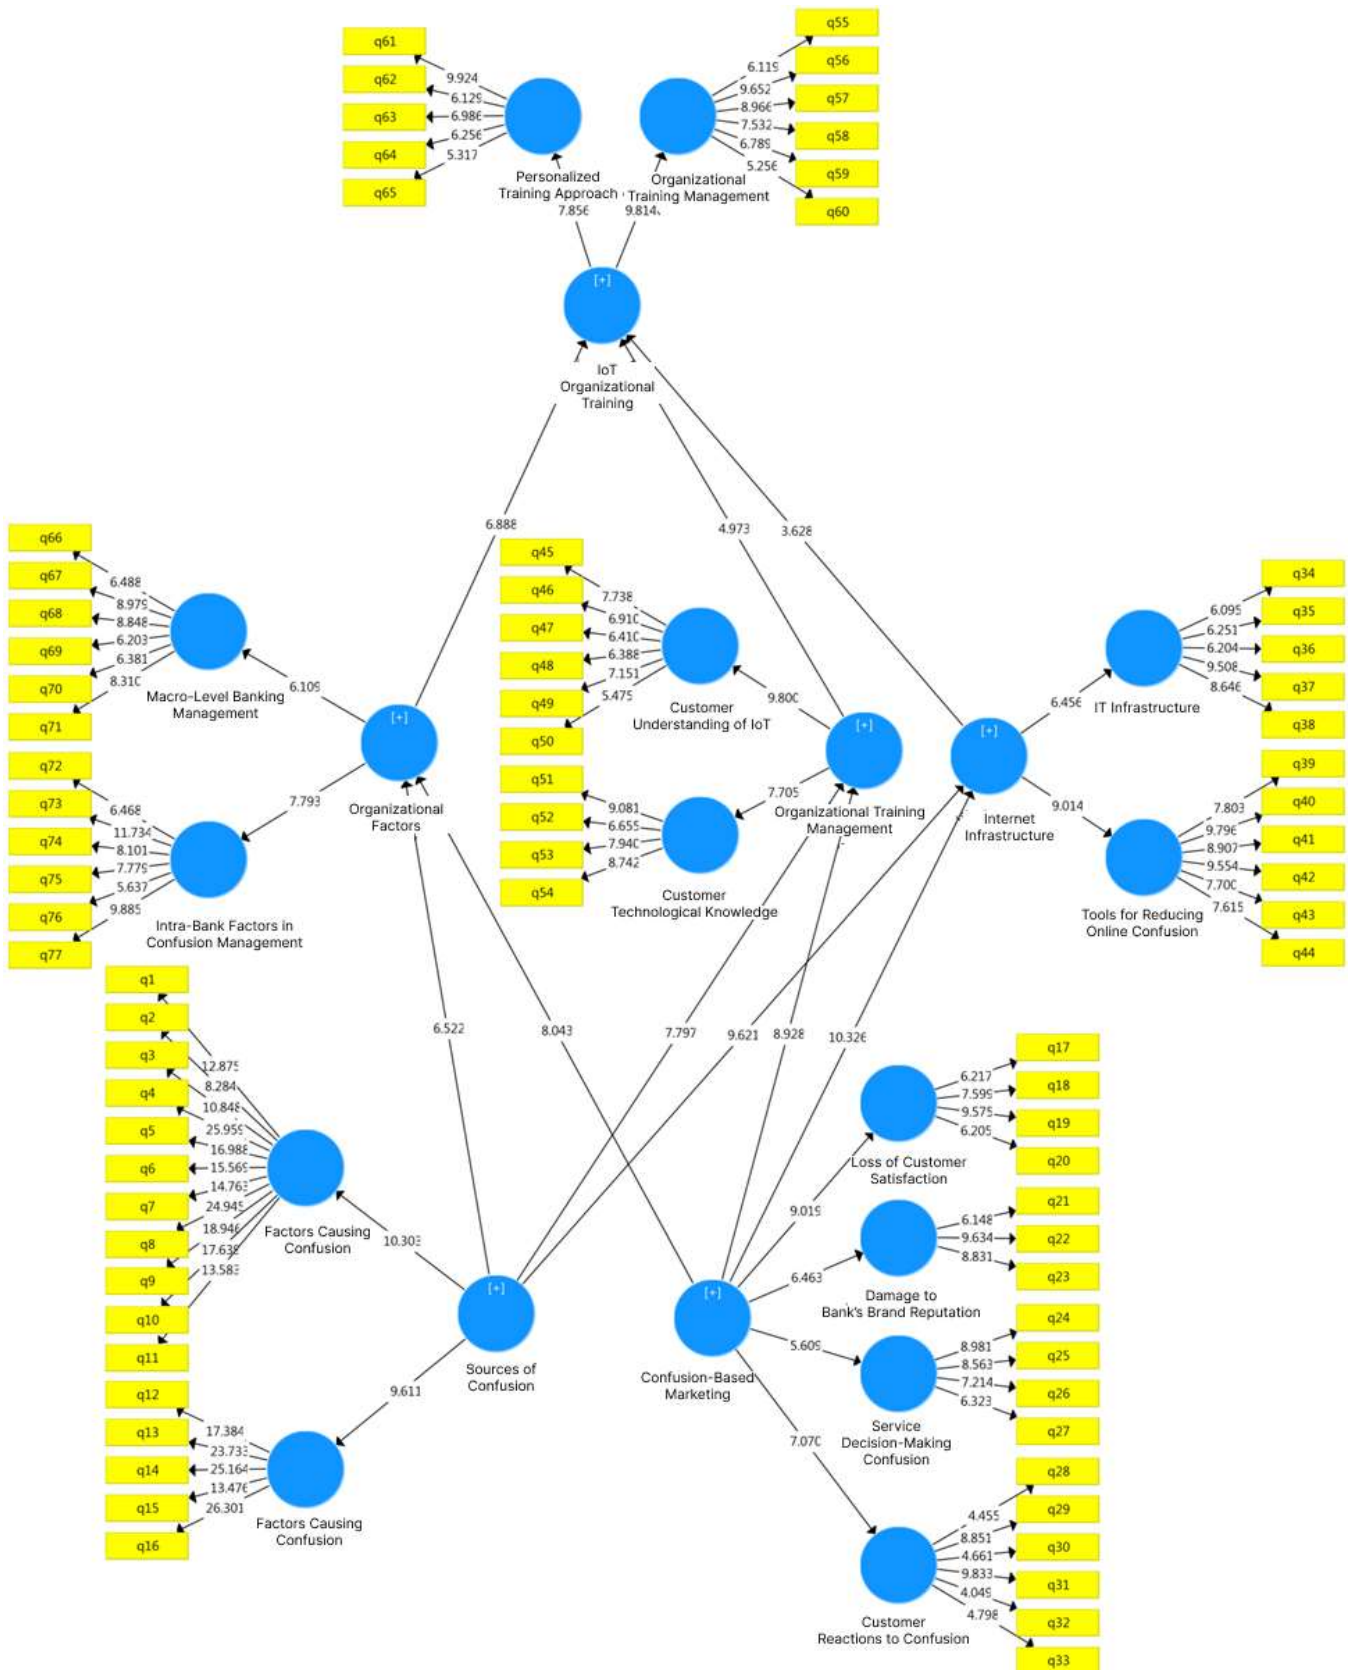 q55
q61
q56
6.119
9.924
q62
9.652
q57
6.129
8.966
q63
6.986
7.532
q58
6.256
6.789
q64
5.317
5.256
q59
q65
q60
Personalized
Training Approach
Organizational
Training Management
7.856
9.814
[+]
IoT
Organizational
Training
6.888
4.973
3.628
q66
q67
q68
q69
q70
q71
6.488
8.979
8.848
6.203
6.381
8.310
Macro-Level Banking
Management
6.109
q72
q73
q74
q75
q76
q77
6.468
11.734
8.101
7.779
5.637
9.885
Intra-Bank Factors in
Confusion Management
7.793
[+]
Organizational
Factors
q45
q46
q47
q48
q49
q50
7.738
6.910
6.410
6.388
7.151
5.475
Customer
Understanding of IoT
9.800
q51
q52
q53
q54
9.081
6.655
7.940
8.742
Customer
Technological Knowledge
7.705
[+]
Organizational Training
Management
[+]
Internet
Infrastructure
6.456
9.014
q34
q35
q36
q37
q38
6.095
6.251
6.204
9.508
8.646
IT Infrastructure
q39
q40
q41
q42
q43
q44
7.803
9.796
8.907
9.554
7.700
7.615
Tools for Reducing
Online Confusion
6.522
8.043
7.797
9.621
8.928
10.326
q1
q2
q3
q4
q5
q6
q7
q8
q9
q10
q11
12.875
8.284
10.848
25.959
16.988
15.569
14.763
24.945
18.946
17.639
13.583
Factors Causing
Confusion
10.303
q12
q13
q14
q15
q16
17.384
23.733
25.164
13.476
26.301
Factors Causing
Confusion
9.611
[+]
Sources of
Confusion
[+]
Confusion-Based
Marketing
9.019
6.463
5.609
7.070
q17
q18
q19
q20
6.217
7.599
9.575
6.205
Loss of Customer
Satisfaction
q21
q22
q23
6.148
9.634
8.831
Damage to
Bank's Brand Reputation
q24
q25
q26
q27
8.981
8.563
7.214
6.323
Service
Decision-Making
Confusion
q28
q29
q30
q31
q32
q33
4.455
8.851
4.661
9.833
4.049
4.798
Customer
Reactions to Confusion